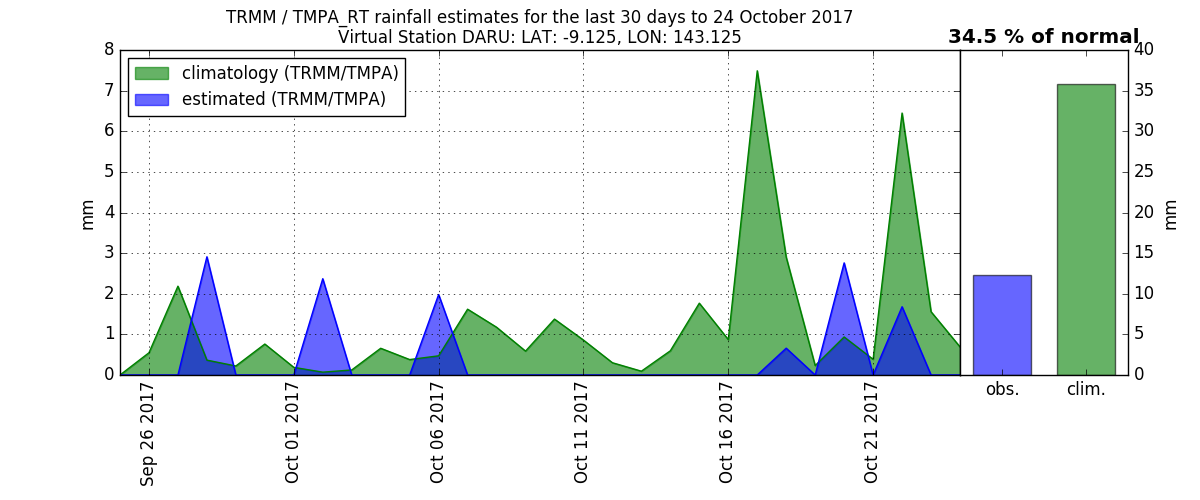 TRMM / TMPA_RT rainfall estimates for the last 30 days to 24 October 2017
Virtual Station DARU: LAT: -9.125, LON: 143.125
34.5 % of normal
climatology (TRMM/TMPA)
estimated (TRMM/TMPA)
8
7
6
5
4
3
2
1
0
mm
Sep 26 2017
Oct 01 2017
Oct 06 2017
Oct 11 2017
Oct 16 2017
Oct 21 2017
obs.
clim.
40
35
30
25
20
15
10
5
0
mm